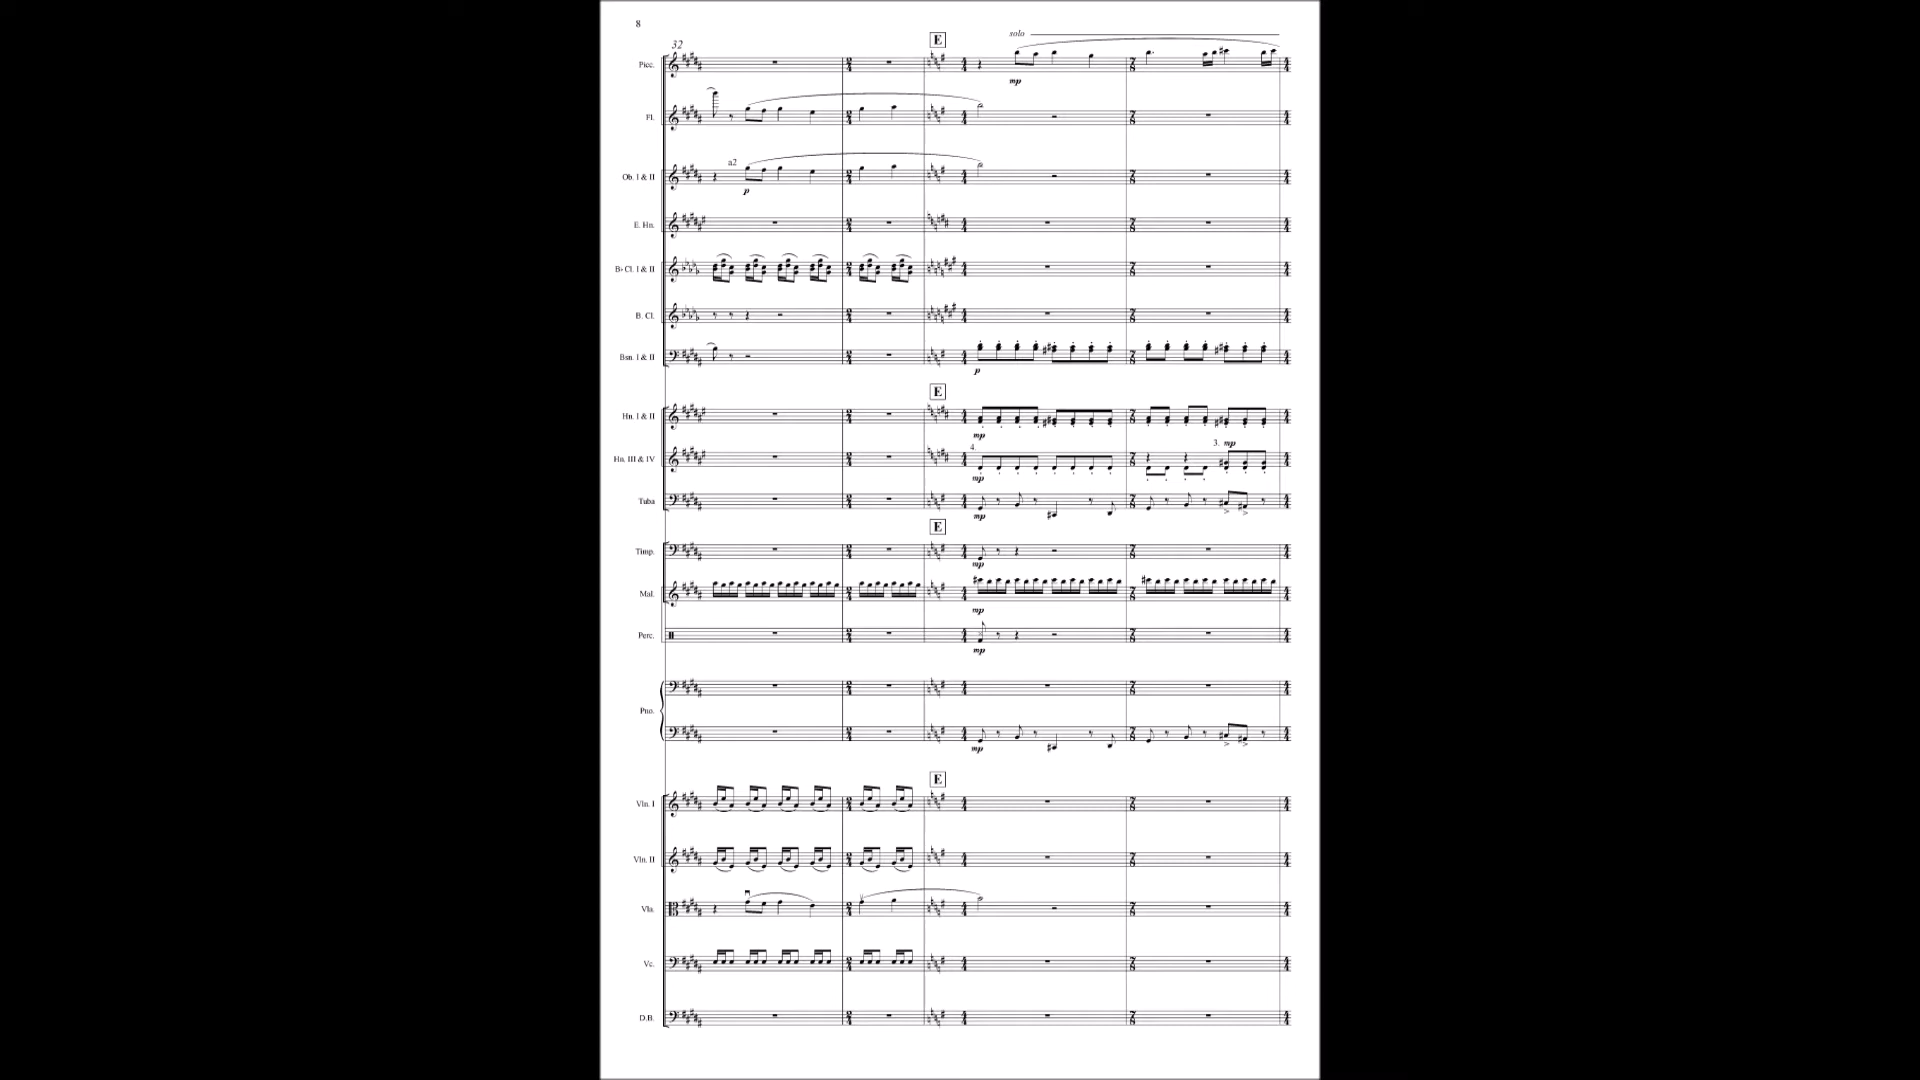 8
32
E
solo
Picc.
mp
Fl.
a2
Ob. I & II
p
E. Hn.
B♭ Cl. I & II
B. Cl.
Bsn. I & II
p
E
Hn. I & II
mp
3. mp
4.
Hn. III & IV
mp
Tuba
mp
E
Timp.
mp
Mal.
mp
Perc.
mp
Pno.
mp
E
Vln. I
Vln. II
Vla.
Vc.
D.B.